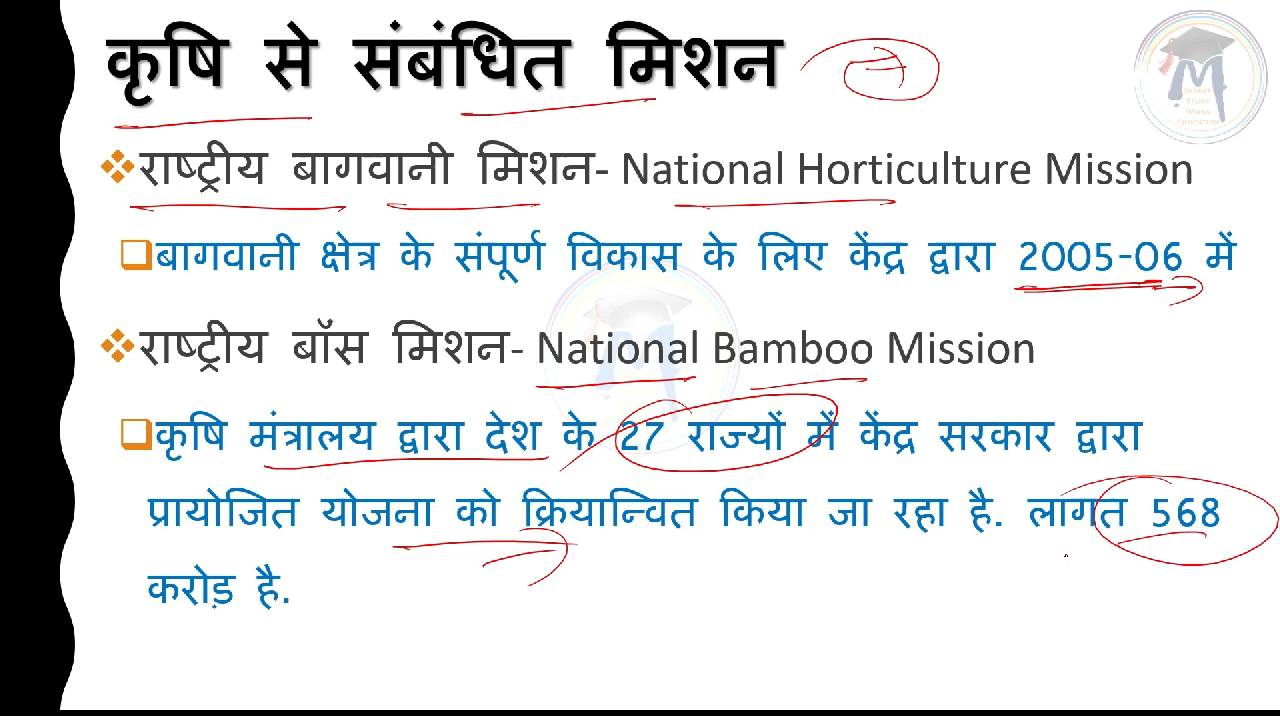 कृषि से संबंधित मिशन
राष्ट्रीय बागवानी मिशन- National Horticulture Mission
बागवानी क्षेत्र के संपूर्ण विकास के लिए केंद्र द्वारा 2005-06 में
राष्ट्रीय बॉस मिशन- National Bamboo Mission
कृषि मंत्रालय द्वारा देश के 27 राज्यों में केंद्र सरकार द्वारा
प्रायोजित योजना को क्रियान्वित किया जा रहा है. लागत 568
करोड़ है.